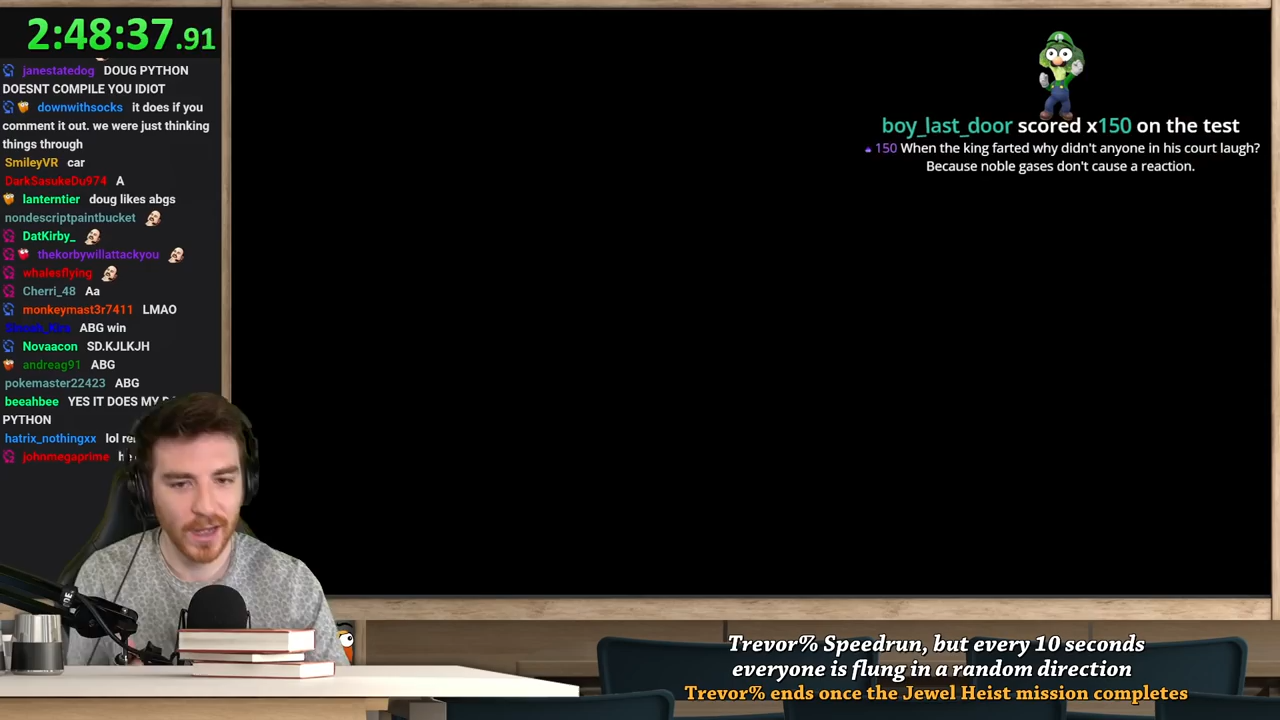 2:48:37.91
janestatedog DOUG PYTHON
DOESNT COMPILE YOU IDIOT
downwithsocks it does if you
comment it out. we were just thinking
things through
SmileyVR car
DarkSasukeDu974 A
lanterntier doug likes abgs
nondescriptpaintbucket
DatKirby_
thekorbywillattackyou
whalesflying
Cherri_48 Aa
monkeymast3r7411 LMAO
ABG win
Novaacon SD.KJLKJH
andreag91 ABG
pokemaster22423 ABG
beeahbee YES IT DOES MY
PYTHON
hatrix_nothingxx lol
johnmegaprime
boy_last_door scored x150 on the test
150 When the king farted why didn't anyone in his court laugh?
Because noble gases don't cause a reaction.
Trevor% Speedrun, but every 10 seconds
everyone is flung in a random direction
Trevor% ends once the Jewel Heist mission completes